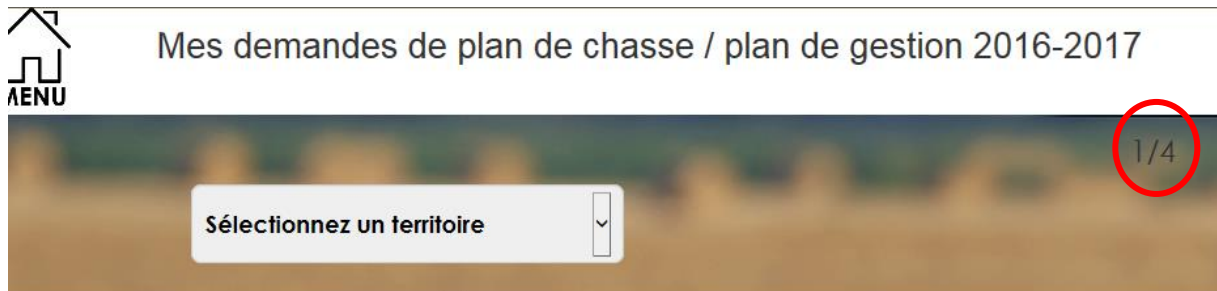 Mes demandes de plan de chasse / plan de gestion 2016-2017
MENU
1/4
Sélectionnez un territoire